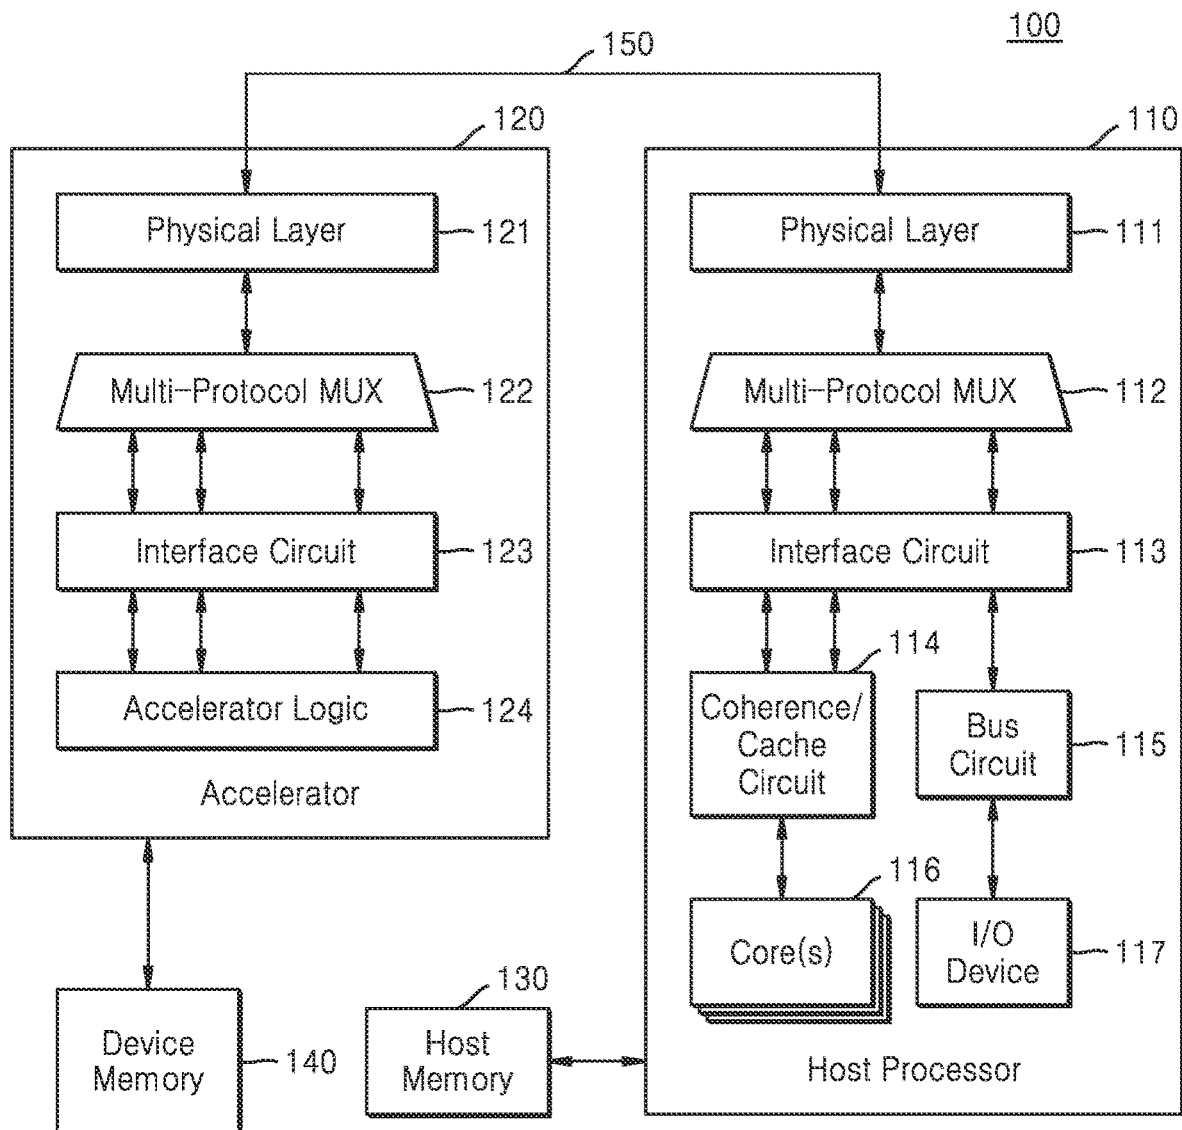 100
150
120
110
Physical Layer
121
Physical Layer
111
Multi-Protocol MUX
122
Multi-Protocol MUX
112
Interface Circuit
123
Interface Circuit
113
114
Accelerator Logic
124
Coherence/
Cache
Circuit
Bus
Circuit
115
Accelerator
116
Core(s)
I/O
Device
117
130
Device
Memory
140
Host
Memory
Host Processor